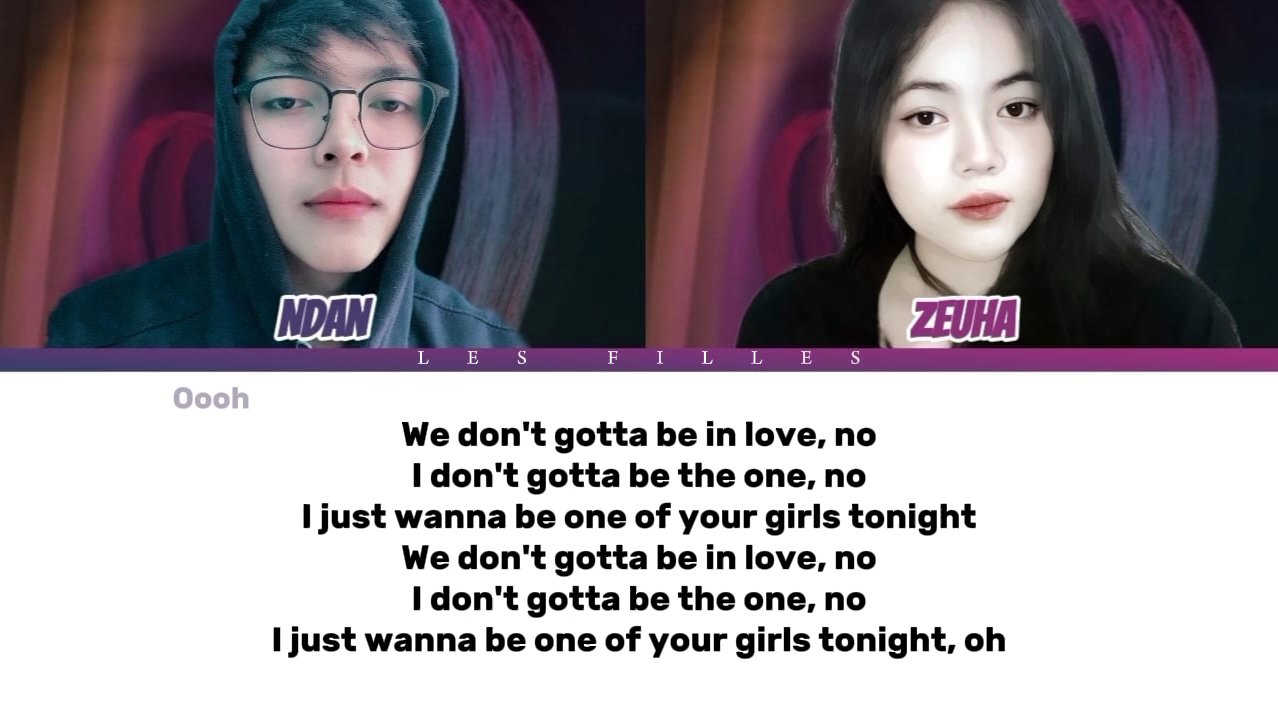 NDAN
ZEUHA
LES FILLES
Oooh
We don't gotta be in love, no
I don't gotta be the one, no
I just wanna be one of your girls tonight
We don't gotta be in love, no
I don't gotta be the one, no
I just wanna be one of your girls tonight, oh